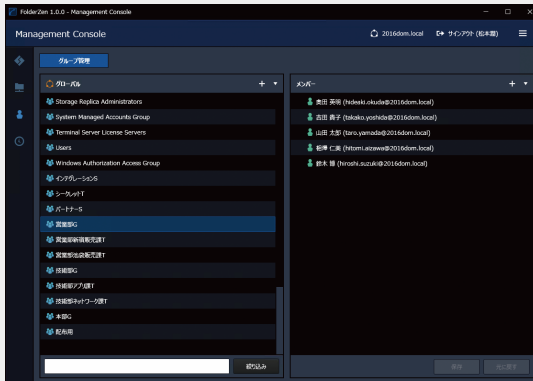 FolderZen 1.0.0 - Management Console
Management Console
2016dom.local
サインアウト (松本
グループ管理
グローバル
メンバー
Storage Replica Administrators
System Managed Accounts Group
Terminal Server License Servers
Users
Windows Authorization Access Group
インテグレーションS
シークレットT
パートナーS
営業部G
営業部新宿販売課T
営業部池袋販売課T
技術部G
技術部アプリ課T
技術部ネットワーク課T
本部G
配布用
奥田 英明 (hideaki.okuda@2016dom.local)
吉田 貴子 (takako.yoshida@2016dom.local)
山田 太郎 (taro.yamada@2016dom.local)
相澤 仁美 (hitomi.aizawa@2016dom.local)
鈴木 博 (hiroshi.suzuki@2016dom.local)
絞り込み
元に戻す